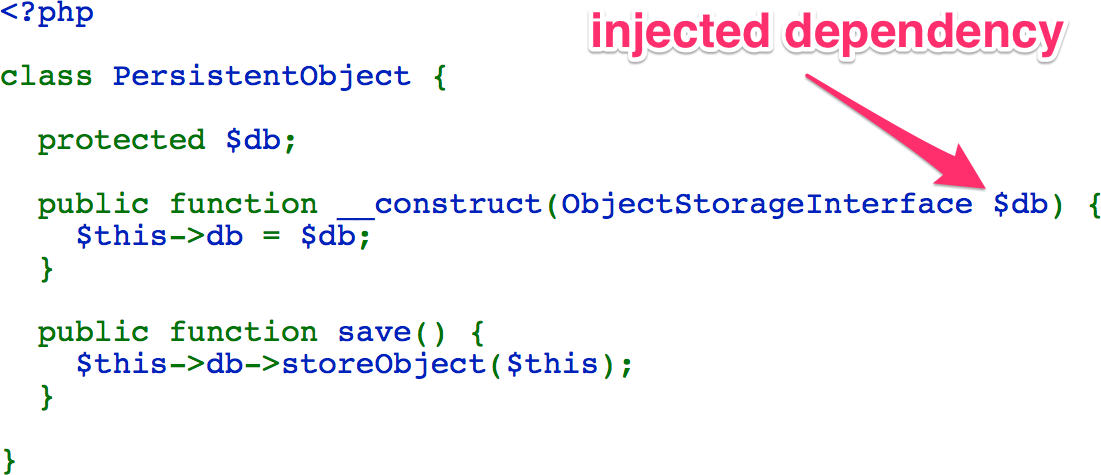 <?php
injected dependency
class PersistentObject {
protected $db;
public function __construct(ObjectStorageInterface $db) {
$this->db = $db;
}
public function save() {
$this->db->storeObject($this);
}
}